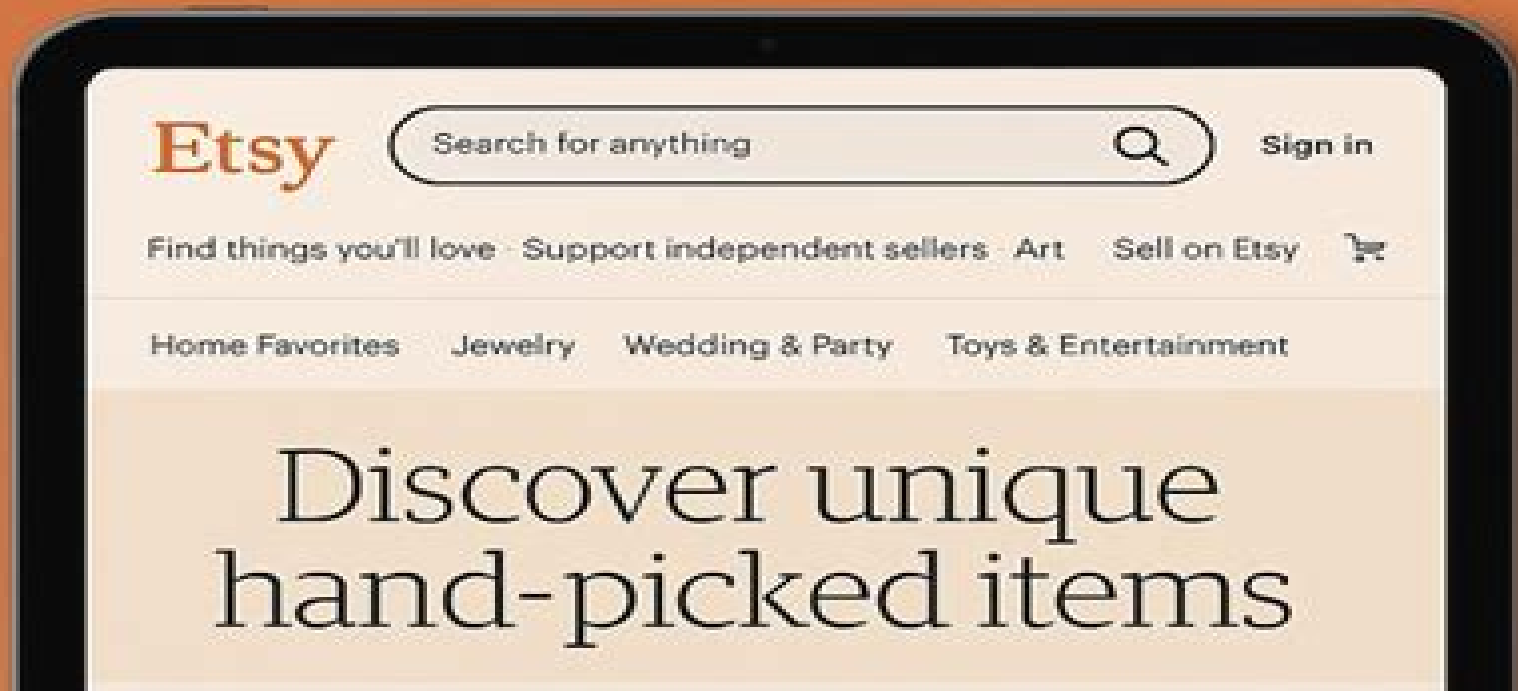 Etsy
Search for anything
Sign in
Find things you'll love · Support independent sellers · Art Sell on Etsy
Home Favorites Jewelry Wedding & Party Toys & Entertainment
Discover unique
hand-picked items